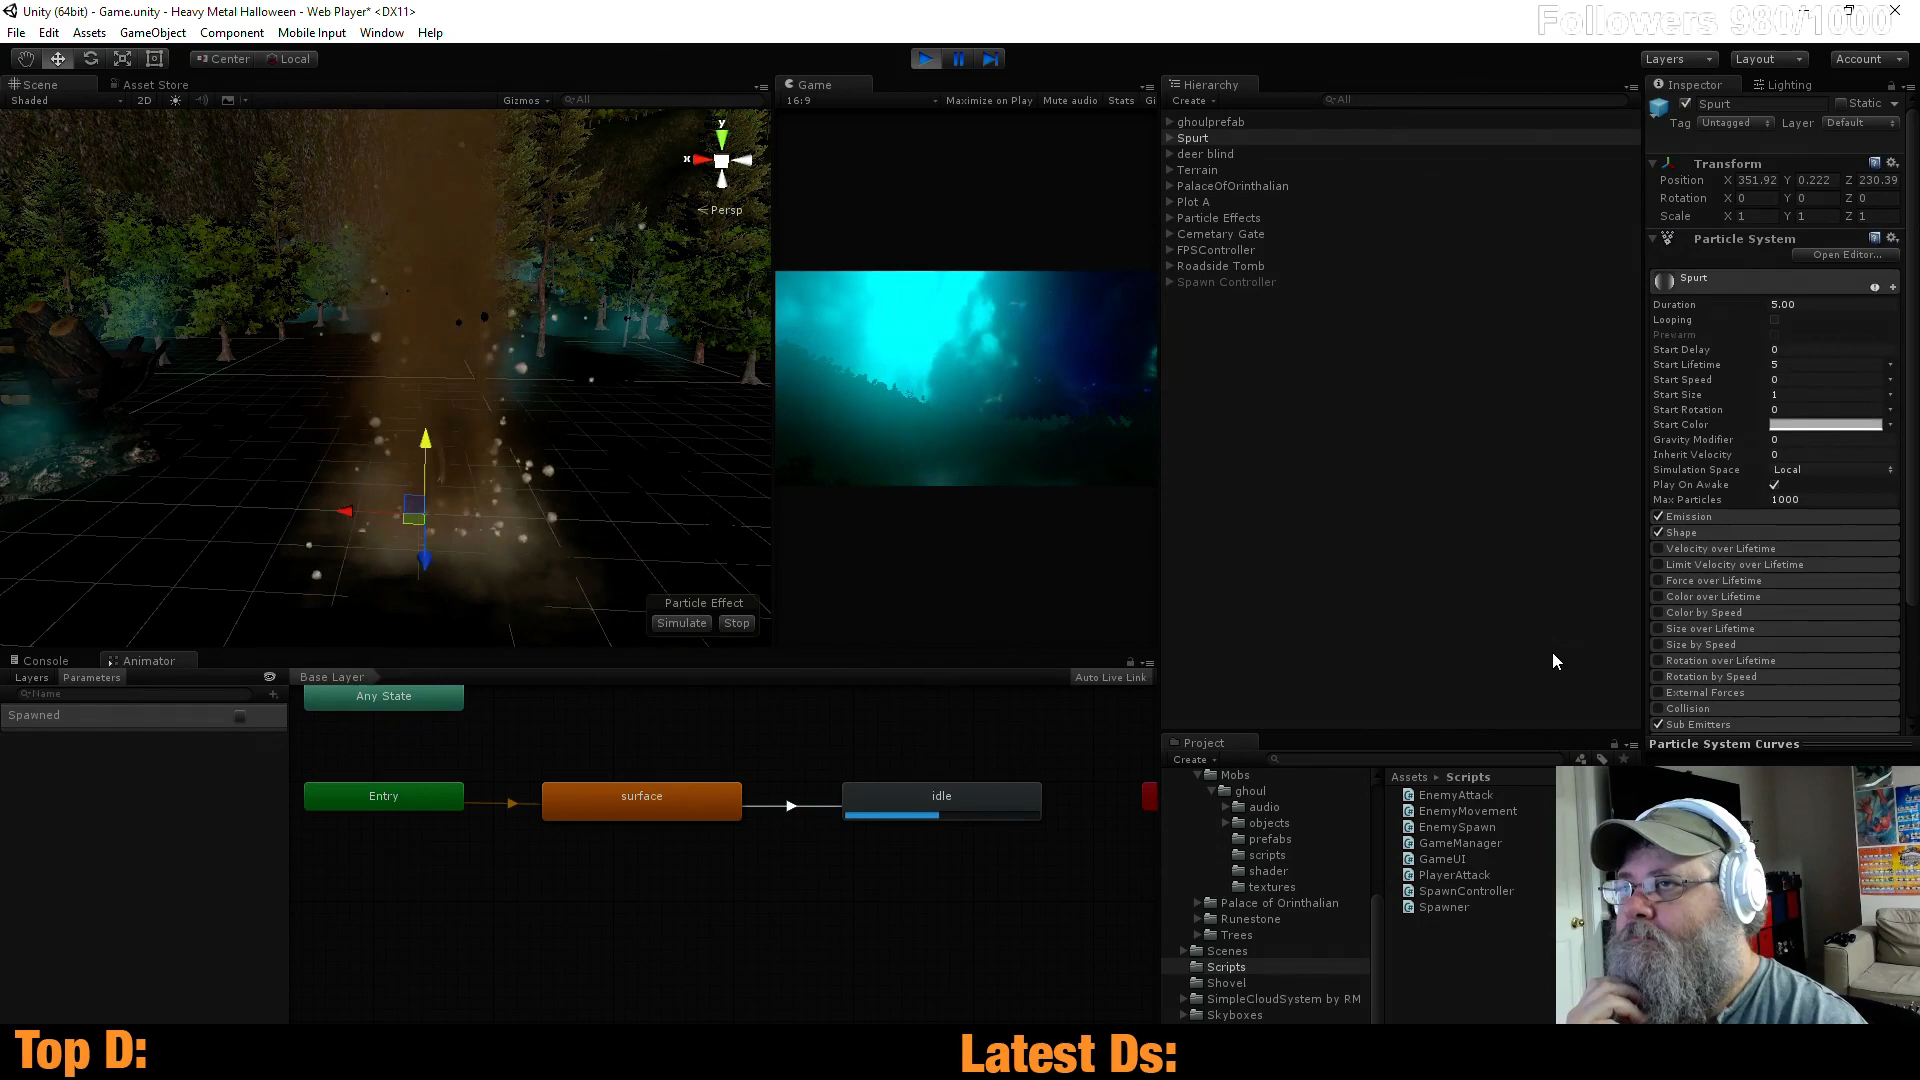 Unity (64bit) - Game.unity - Heavy Metal Halloween - Web Player* <DX11>
Followers 980/1000
File Edit Assets GameObject Component Mobile Input Window Help
Center Local
Layers Layout Account
Scene Asset Store
Shaded 2D Gizmos All
y
x
Persp
Particle Effect
Simulate Stop
Game
16:9 Maximize on Play Mute audio Stats Gi
Hierarchy
Create All
ghoulprefab
Spurt
deer blind
Terrain
PalaceOfOrinthalian
Plot A
Particle Effects
Cemetary Gate
FPSController
Roadside Tomb
Spawn Controller
Inspector Lighting
Spurt Static
Tag Untagged Layer Default
Transform
Position X 351.92 Y 0.222 Z 230.39
Rotation X 0 Y 0 Z 0
Scale X 1 Y 1 Z 1
Particle System
Open Editor...
Spurt
Duration 5.00
Looping
Prewarm
Start Delay 0
Start Lifetime 5
Start Speed 0
Start Size 1
Start Rotation 0
Start Color
Gravity Modifier 0
Inherit Velocity 0
Simulation Space Local
Play On Awake
Max Particles 1000
Emission
Shape
Velocity over Lifetime
Limit Velocity over Lifetime
Force over Lifetime
Color over Lifetime
Color by Speed
Size over Lifetime
Size by Speed
Rotation over Lifetime
Rotation by Speed
External Forces
Collision
Sub Emitters
Particle System Curves
Console Animator
Layers Parameters
Name
Spawned
Base Layer Auto Live Link
Any State
Entry surface idle
Project
Create
Mobs
ghoul
audio
objects
prefabs
scripts
shader
textures
Palace of Orinthalian
Runestone
Trees
Scenes
Scripts
Shovel
SimpleCloudSystem by RM
Skyboxes
Assets Scripts
EnemyAttack
EnemyMovement
EnemySpawn
GameManager
GameUI
PlayerAttack
SpawnController
Spawner
Top D:
Latest Ds: